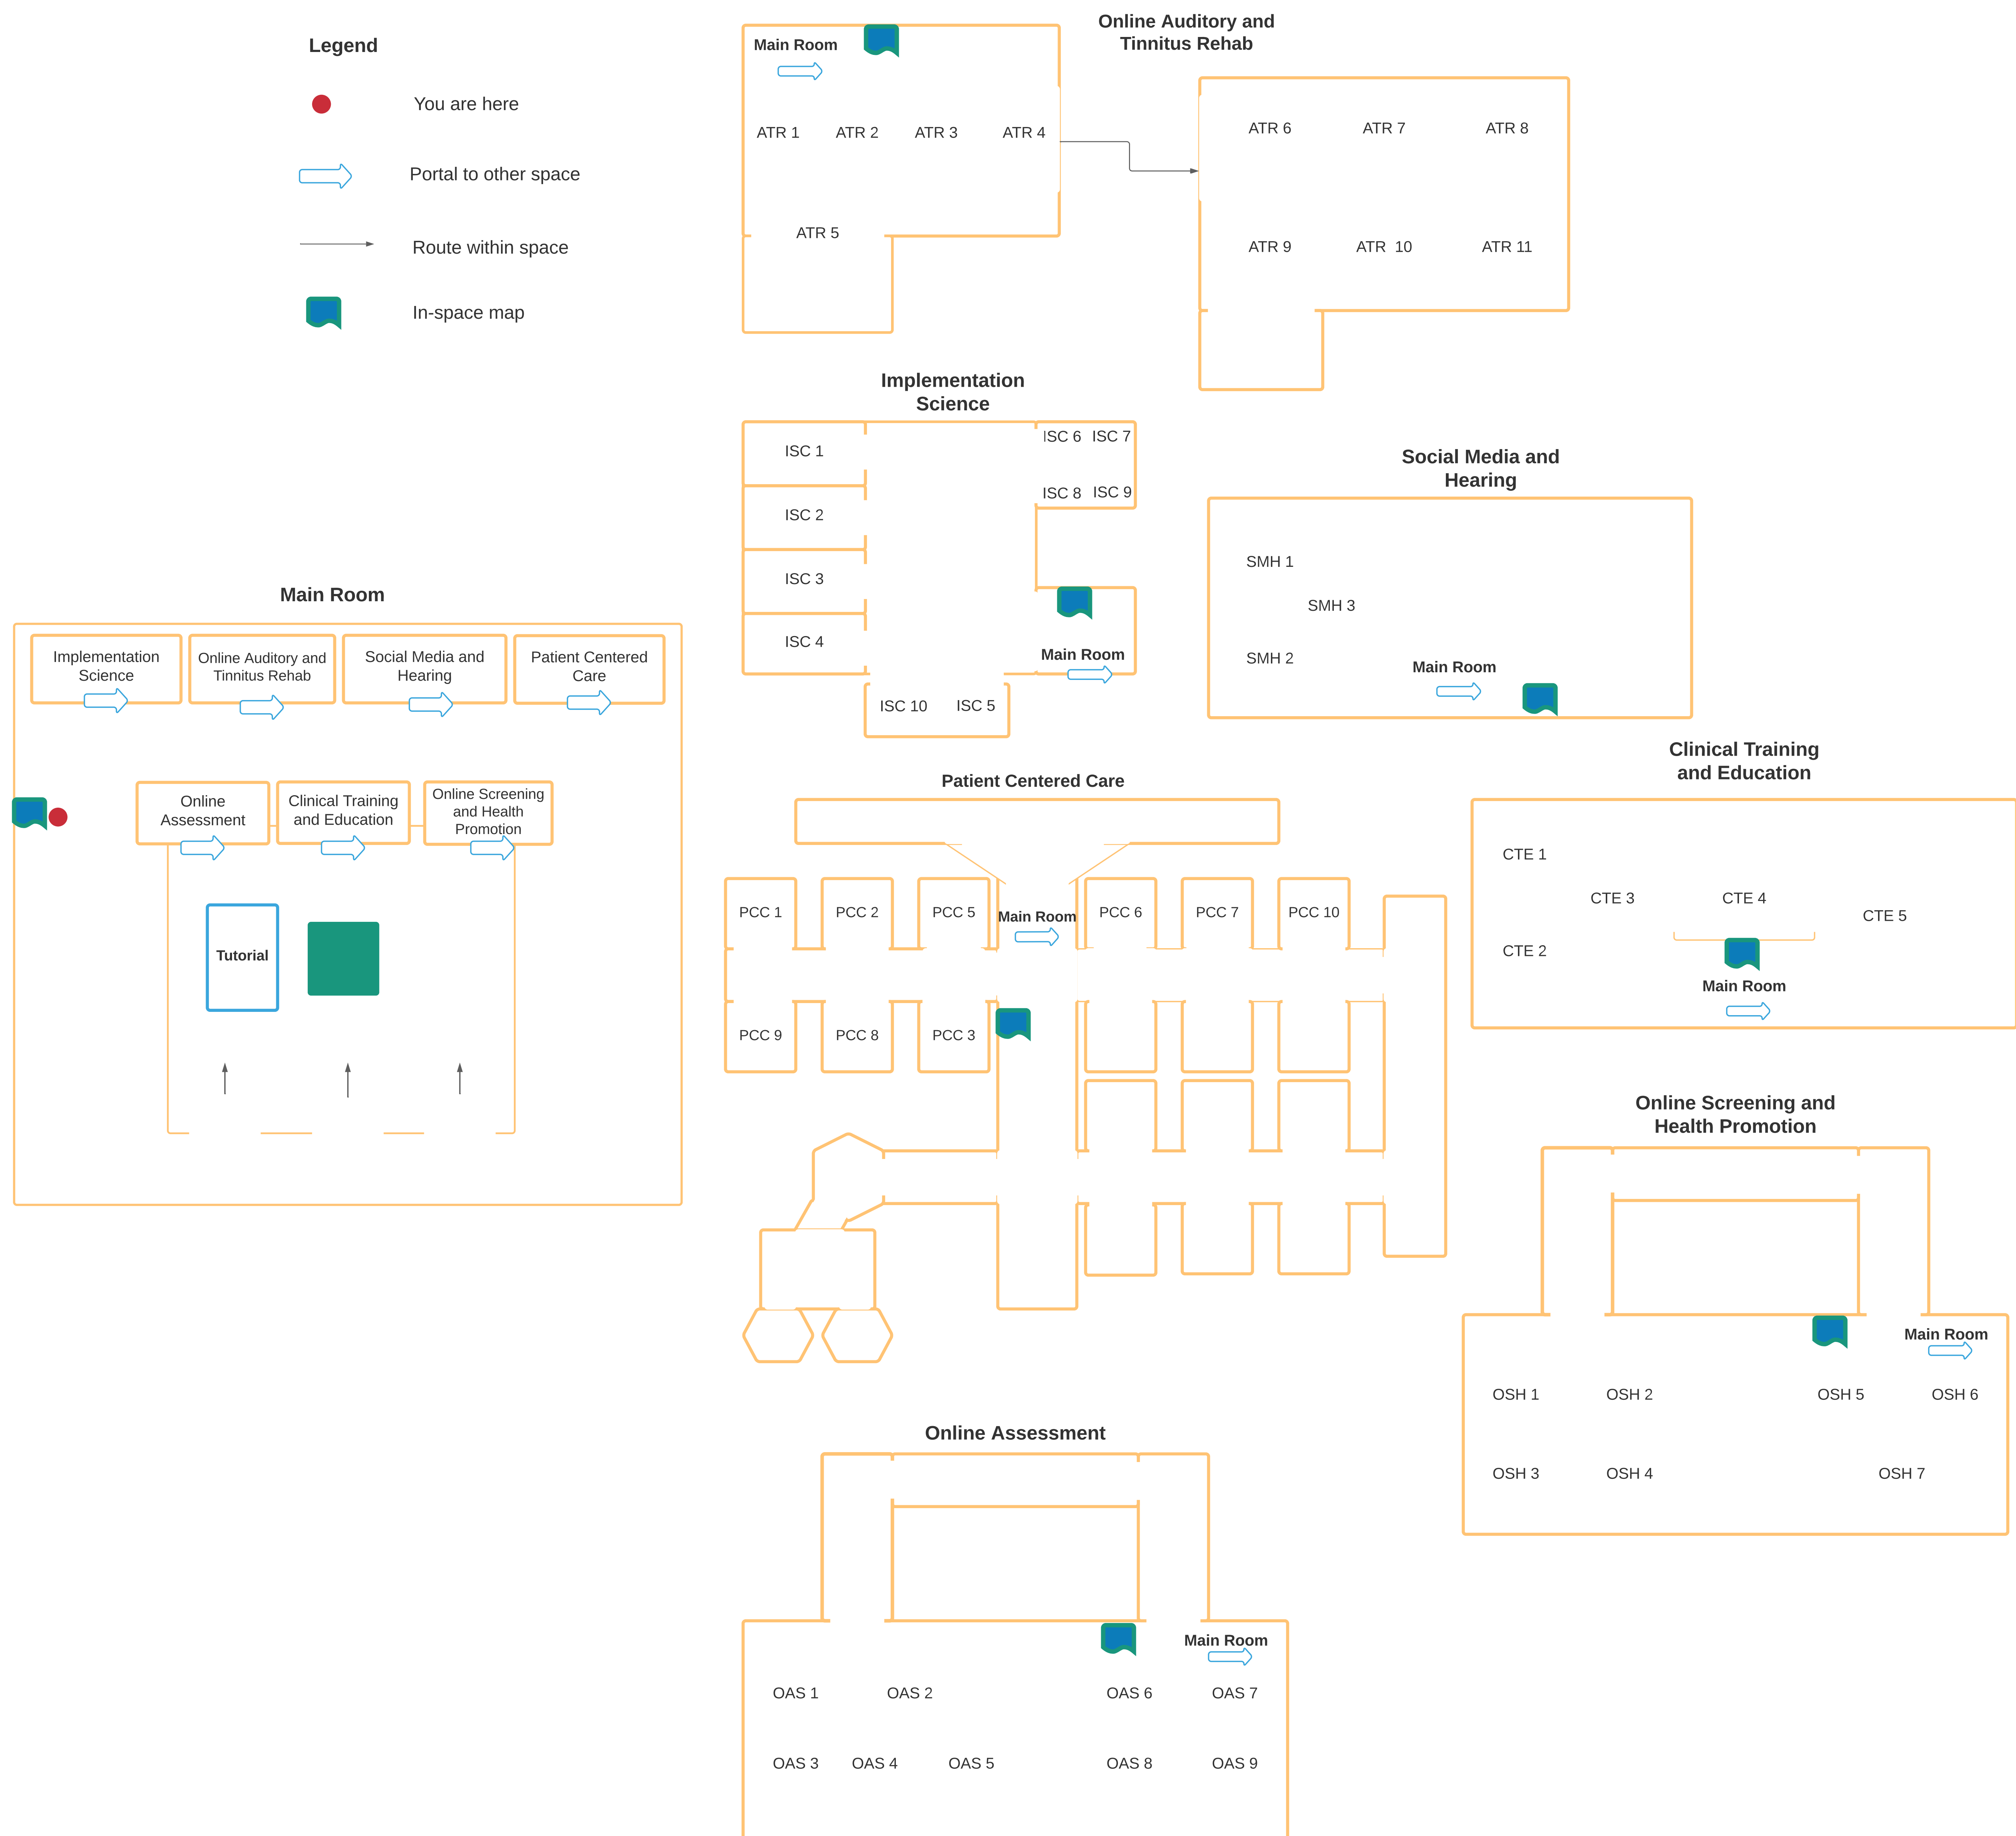 Legend
You are here
Portal to other space
Route within space
In-space map
Online Auditory and
Tinnitus Rehab
Main Room
ATR 1
ATR 2
ATR 3
ATR 4
ATR 5
ATR 6
ATR 7
ATR 8
ATR 9
ATR 10
ATR 11
Implementation
Science
ISC 1
ISC 2
ISC 3
ISC 4
ISC 6
ISC 7
ISC 8
ISC 9
Main Room
ISC 10
ISC 5
Social Media and
Hearing
SMH 1
SMH 3
SMH 2
Main Room
Main Room
Implementation
Science
Online Auditory and
Tinnitus Rehab
Social Media and
Hearing
Patient Centered
Care
Online
Assessment
Clinical Training
and Education
Online Screening
and Health
Promotion
Tutorial
Clinical Training
and Education
CTE 1
CTE 3
CTE 4
CTE 5
CTE 2
Main Room
Patient Centered Care
PCC 1
PCC 2
PCC 5
Main Room
PCC 6
PCC 7
PCC 10
PCC 9
PCC 8
PCC 3
Online Screening and
Health Promotion
Main Room
OSH 1
OSH 2
OSH 5
OSH 6
OSH 3
OSH 4
OSH 7
Online Assessment
Main Room
OAS 1
OAS 2
OAS 6
OAS 7
OAS 3
OAS 4
OAS 5
OAS 8
OAS 9